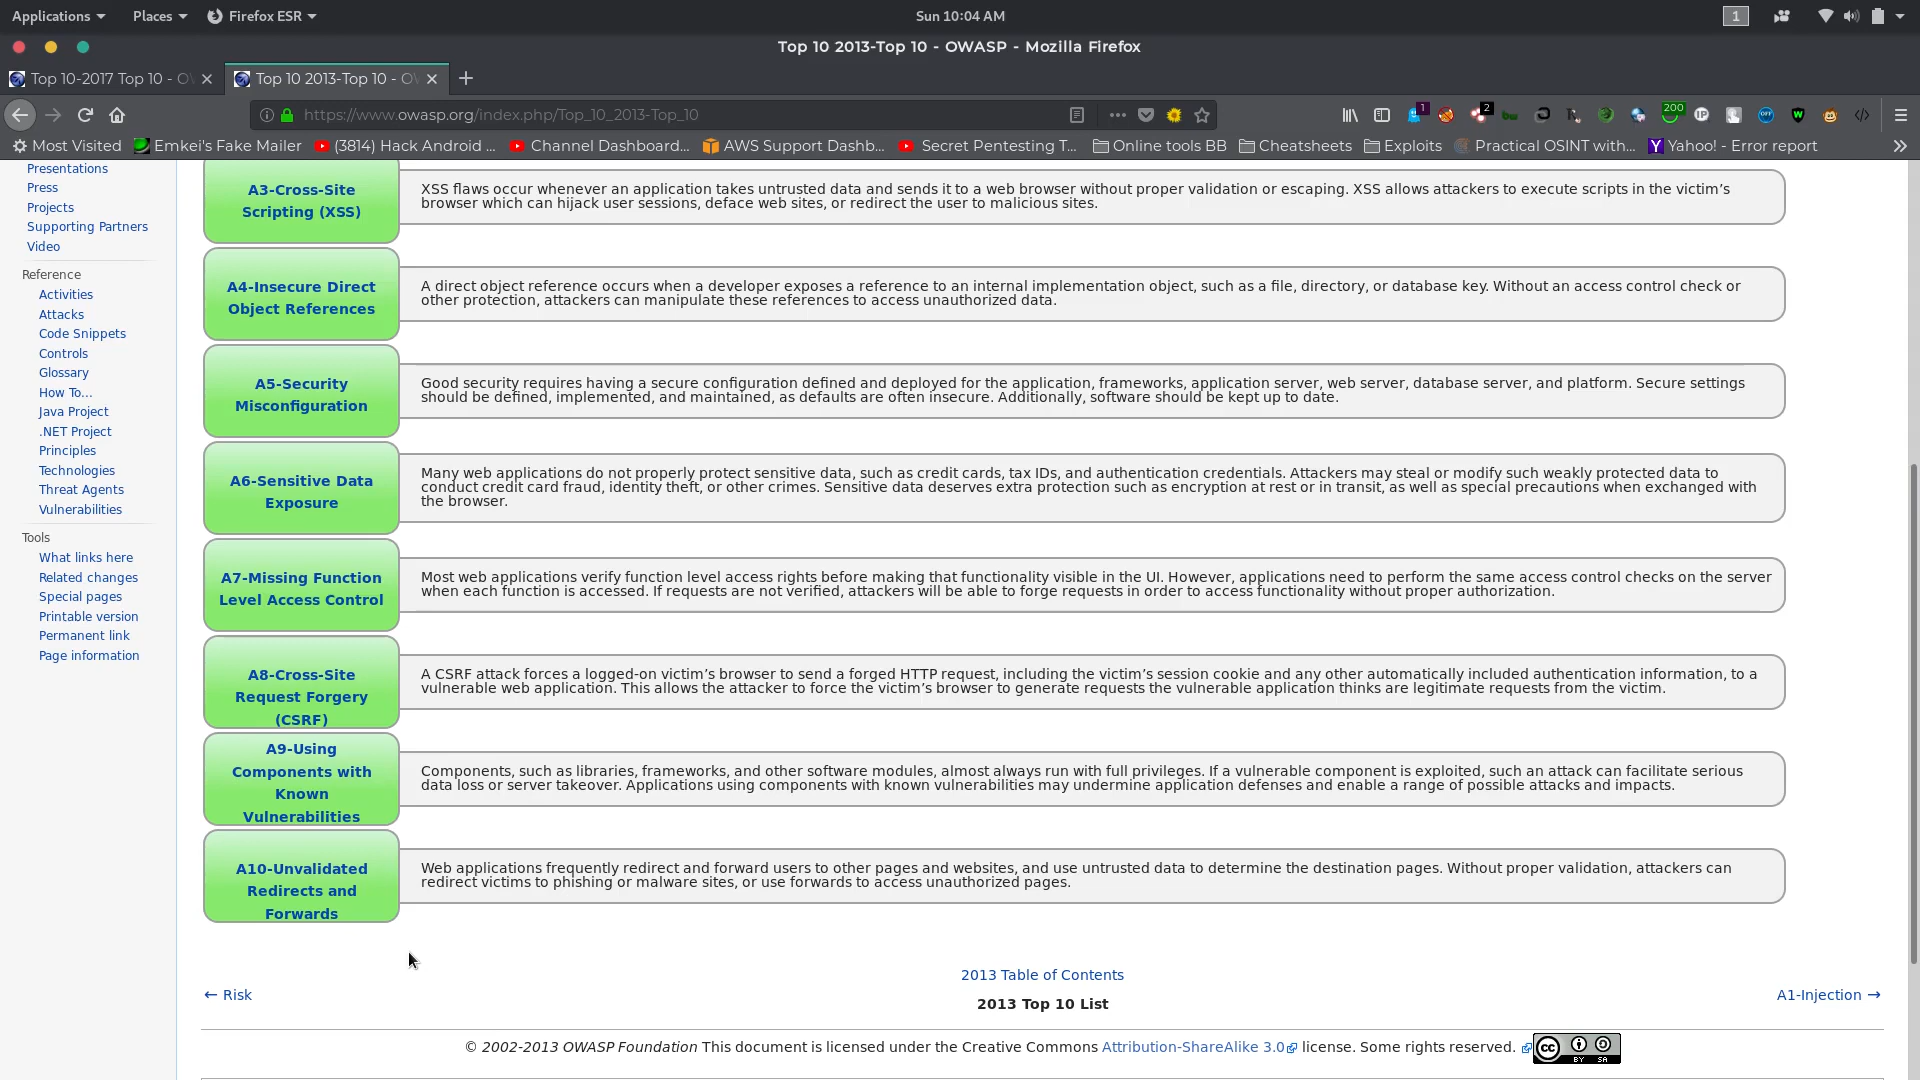 Applications Places Firefox ESR Sun 10:04 AM 1
Top 10 2013-Top 10 - OWASP - Mozilla Firefox
Top 10-2017 Top 10 - O Top 10 2013-Top 10 - O
https://www.owasp.org/index.php/Top_10_2013-Top_10 1 2 200
Most Visited Emkei's Fake Mailer (3814) Hack Android ... Channel Dashboard... AWS Support Dashb... Secret Pentesting T... Online tools BB Cheatsheets Exploits Practical OSINT with... Yahoo! - Error report
Presentations
Press
Projects
Supporting Partners
Video
Reference
Activities
Attacks
Code Snippets
Controls
Glossary
How To...
Java Project
.NET Project
Principles
Technologies
Threat Agents
Vulnerabilities
Tools
What links here
Related changes
Special pages
Printable version
Permanent link
Page information
A3-Cross-Site
Scripting (XSS)
XSS flaws occur whenever an application takes untrusted data and sends it to a web browser without proper validation or escaping. XSS allows attackers to execute scripts in the victim’s
browser which can hijack user sessions, deface web sites, or redirect the user to malicious sites.
A4-Insecure Direct
Object References
A direct object reference occurs when a developer exposes a reference to an internal implementation object, such as a file, directory, or database key. Without an access control check or
other protection, attackers can manipulate these references to access unauthorized data.
A5-Security
Misconfiguration
Good security requires having a secure configuration defined and deployed for the application, frameworks, application server, web server, database server, and platform. Secure settings
should be defined, implemented, and maintained, as defaults are often insecure. Additionally, software should be kept up to date.
A6-Sensitive Data
Exposure
Many web applications do not properly protect sensitive data, such as credit cards, tax IDs, and authentication credentials. Attackers may steal or modify such weakly protected data to
conduct credit card fraud, identity theft, or other crimes. Sensitive data deserves extra protection such as encryption at rest or in transit, as well as special precautions when exchanged with
the browser.
A7-Missing Function
Level Access Control
Most web applications verify function level access rights before making that functionality visible in the UI. However, applications need to perform the same access control checks on the server
when each function is accessed. If requests are not verified, attackers will be able to forge requests in order to access functionality without proper authorization.
A8-Cross-Site
Request Forgery
(CSRF)
A CSRF attack forces a logged-on victim’s browser to send a forged HTTP request, including the victim’s session cookie and any other automatically included authentication information, to a
vulnerable web application. This allows the attacker to force the victim’s browser to generate requests the vulnerable application thinks are legitimate requests from the victim.
A9-Using
Components with
Known
Vulnerabilities
Components, such as libraries, frameworks, and other software modules, almost always run with full privileges. If a vulnerable component is exploited, such an attack can facilitate serious
data loss or server takeover. Applications using components with known vulnerabilities may undermine application defenses and enable a range of possible attacks and impacts.
A10-Unvalidated
Redirects and
Forwards
Web applications frequently redirect and forward users to other pages and websites, and use untrusted data to determine the destination pages. Without proper validation, attackers can
redirect victims to phishing or malware sites, or use forwards to access unauthorized pages.
2013 Table of Contents
← Risk
2013 Top 10 List
A1-Injection →
© 2002-2013 OWASP Foundation This document is licensed under the Creative Commons Attribution-ShareAlike 3.0 license. Some rights reserved. CC BY SA